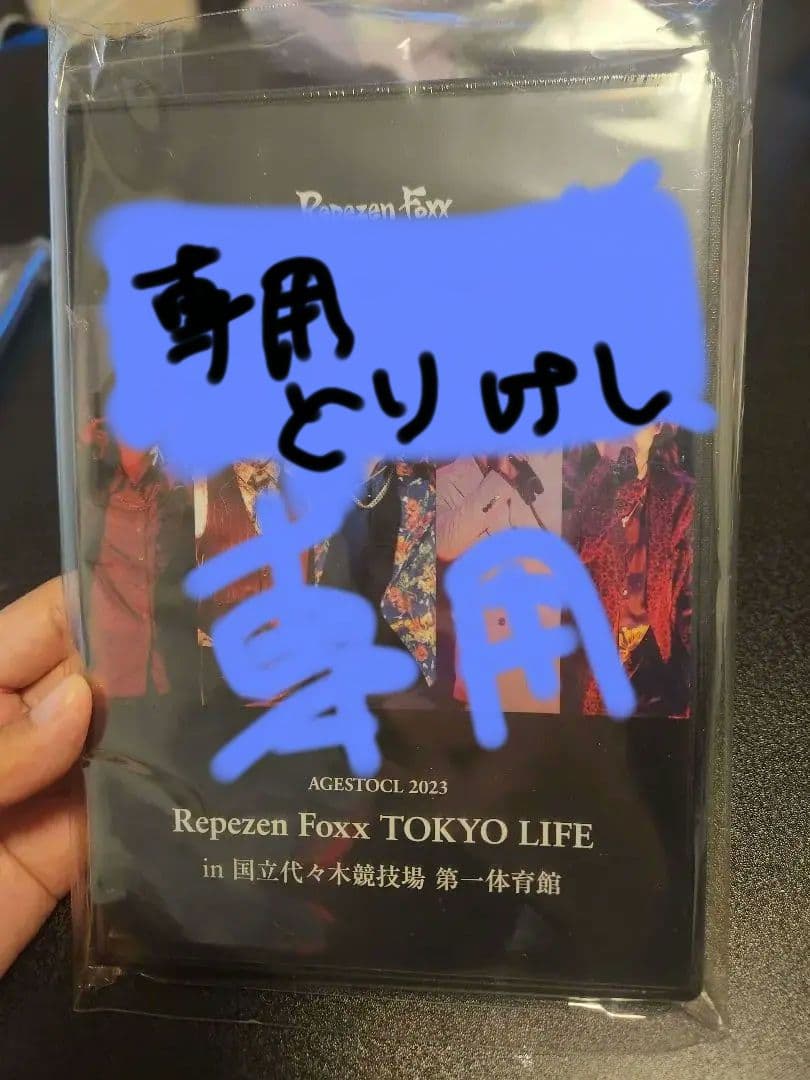 Repezen Foxx
専用
とりけし
専用
AGESTOCL 2023
Repezen Foxx TOKYO LIFE
in 国立代々木競技場 第一体育館